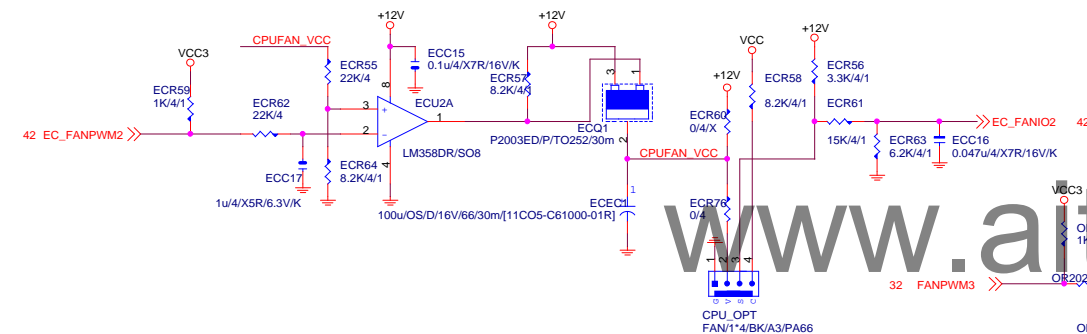 +12V
+12V
+12V
CPUFAN_VCC
VCC3
VCC
ECR55
22K/4
ECC15
0.1u/4/X7R/16V/K
ECR57
8.2K/4/1
3
1
ECR58
8.2K/4/1
ECR56
3.3K/4/1
ECR59
1K/4/1
8
+12V
ECR62
22K/4
3
ECU2A
1
2
ECR60
0/4/X
ECR61
15K/4/1
42 EC_FANPWM2
ECQ1
P2003ED/P/TO252/30m
EC_FANIO2 42
LM358DR/SO8
4
2
ECR63
6.2K/4/1
ECC16
0.047u/4/X7R/16V/K
ECR64
8.2K/4/1
CPUFAN_VCC
ECC17
1u/4/X5R/6.3V/K
1
ECEC1
100u/OS/D/16V/66/30m/[11CO5-C61000-01R]
ECR76
0/4
VCC3
www.ai
1K
OR202
1 2 3 4
G V S C
32 FANPWM3
CPU_OPT
FAN/1*4/BK/A3/PA66